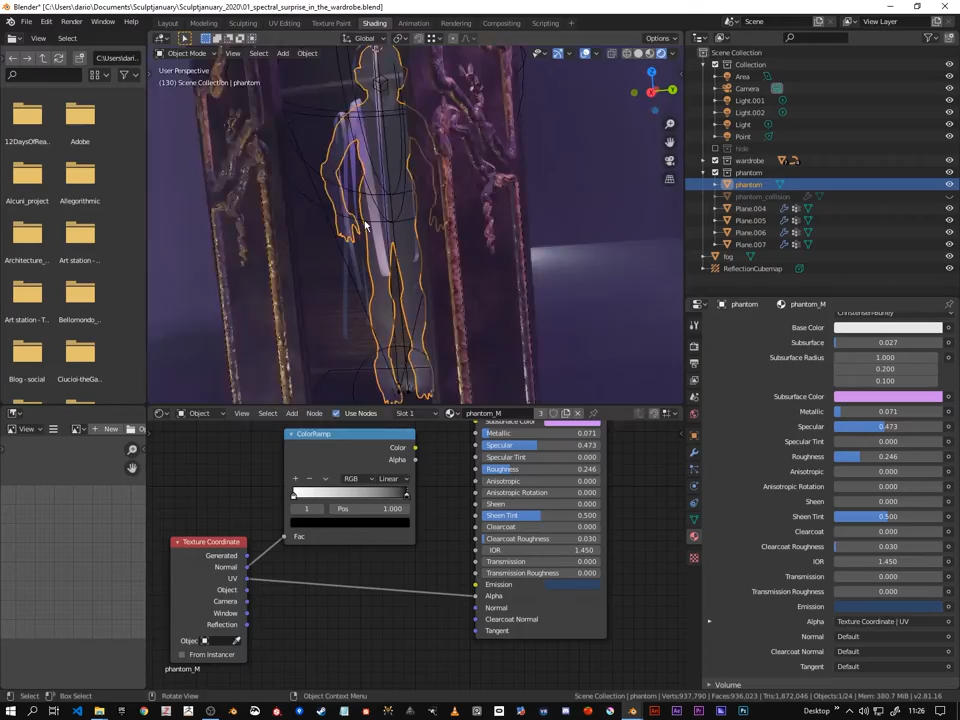 Blender* [C:\Users\dario\Sculptjanuary\Sculptjanuary_2020\01_spectral_surprise_in_the_wardrobe.blend]
File Edit Render Window Help
Layout Modeling Sculpting UV Editing Texture Paint Shading Animation Rendering Compositing Scripting
Scene View Layer
View Select Global Options
C:\Users\dari..
Object Mode View Select Add Object
User Perspective
(130) Scene Collection | phantom
12DaysOfRea.. Adobe
Alcuni_project Allegorithmic
Architecture_.. Art station - ..
Art station - T.. Bellomondo_..
Blog - social Ciucioi-theGa..
Scene Collection
Collection
Area
Camera
Light.001
Light.002
Light
Point
hide
wardrobe
phantom
phantom
phantom_collision
Plane.004
Plane.005
Plane.006
Plane.007
fog
ReflectionCubemap
phantom phantom_M
Christensen-Burley
Base Color
Subsurface 0.027
Subsurface Radius 1.000
0.200
0.100
Subsurface Color
Metallic 0.071
Specular 0.473
Specular Tint 0.000
Roughness 0.246
Anisotropic 0.000
Anisotropic Rotation 0.000
Sheen 0.000
Sheen Tint 0.500
Clearcoat 0.000
Clearcoat Roughness 0.030
IOR 1.450
Transmission 0.000
Transmission Roughness 0.000
Emission
Alpha Texture Coordinate | UV
Normal Default
Clearcoat Normal Default
Tangent Default
Volume
View New O
Object View Select Add Node Use Nodes Slot 1 phantom_M 3
ColorRamp
Color
Alpha
RGB Linear
1 Pos 1.000
Fac
Texture Coordinate
Generated
Normal
UV
Object
Camera
Window
Reflection
Objec
From Instancer
phantom_M
Subsurface Color
Metallic 0.071
Specular 0.473
Specular Tint 0.000
Roughness 0.246
Anisotropic 0.000
Anisotropic Rotation 0.000
Sheen 0.000
Sheen Tint 0.500
Clearcoat 0.000
Clearcoat Roughness 0.030
IOR 1.450
Transmission 0.000
Transmission Roughness 0.000
Emission
Alpha
Normal
Clearcoat Normal
Tangent
Select Box Select Rotate View Object Context Menu
Scene Collection | phantom | Verts:937,790 | Faces:936,023 | Tris:1,872,046 | Objects:1/24 | Mem: 380.7 MiB | v2.81.16
Desktop 11:26